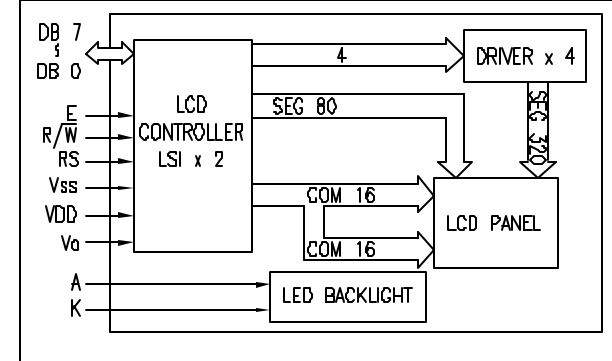 DB 7
s
DB 0
E
R/W̅
RS
Vss
VDD
Vo
A
K
LCD
CONTROLLER
LSI x 2
4
DRIVER x 4
SEG 80
SEG 320
COM 16
COM 16
LCD PANEL
LED BACKLIGHT